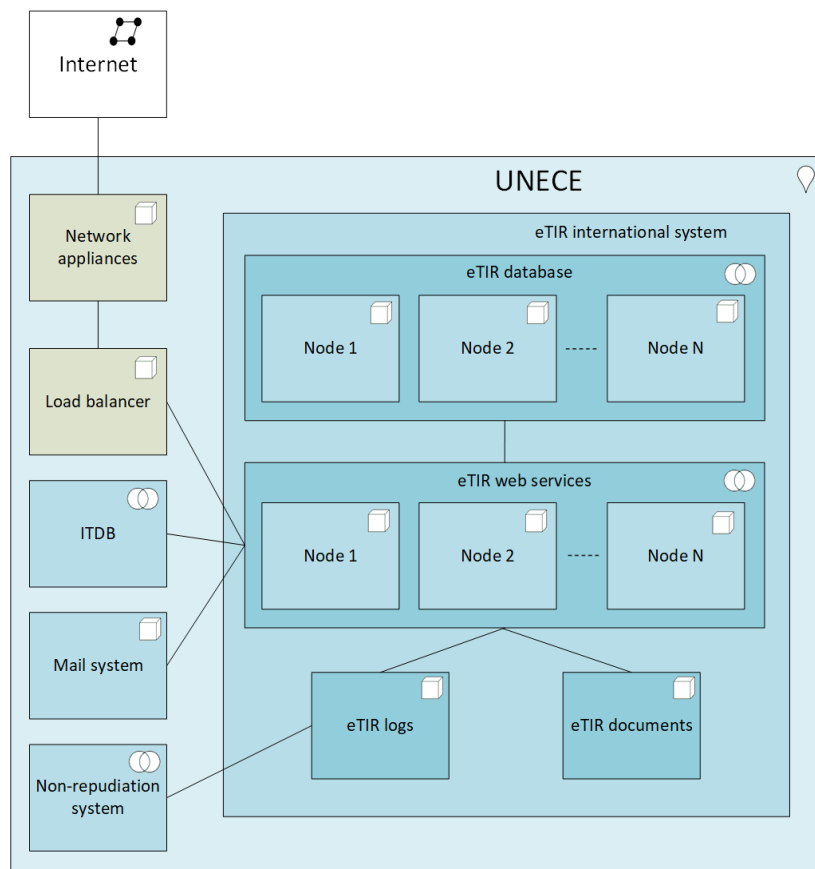 Internet
UNECE
Network
appliances
eTIR international system
eTIR database
Node 1
Node 2
Node N
Load balancer
eTIR web services
ITDB
Node 1
Node 2
Node N
Mail system
eTIR logs
eTIR documents
Non-repudiation
system